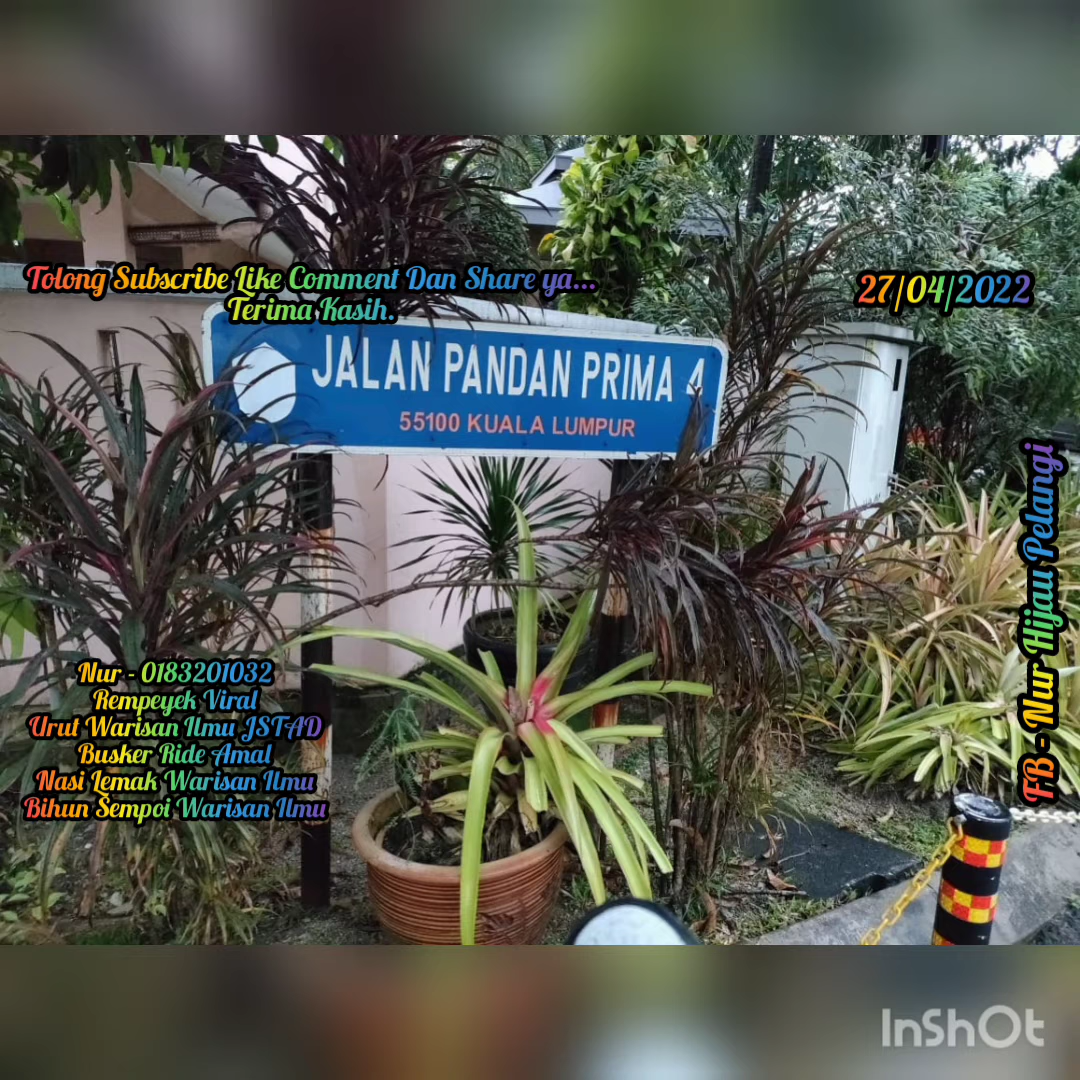 Tolong Subscribe Like Comment Dan Share ya...
Terima Kasih.
27/04/2022
JALAN PANDAN PRIMA 4
55100 KUALA LUMPUR
FB - Nur Hijau Pelangi
Nur - 0183201032
Rempeyek Viral
Urut Warisan Ilmu JSTAD
Busker Ride Amal
Nasi Lemak Warisan Ilmu
Bihun Sempoi Warisan Ilmu
InShOt